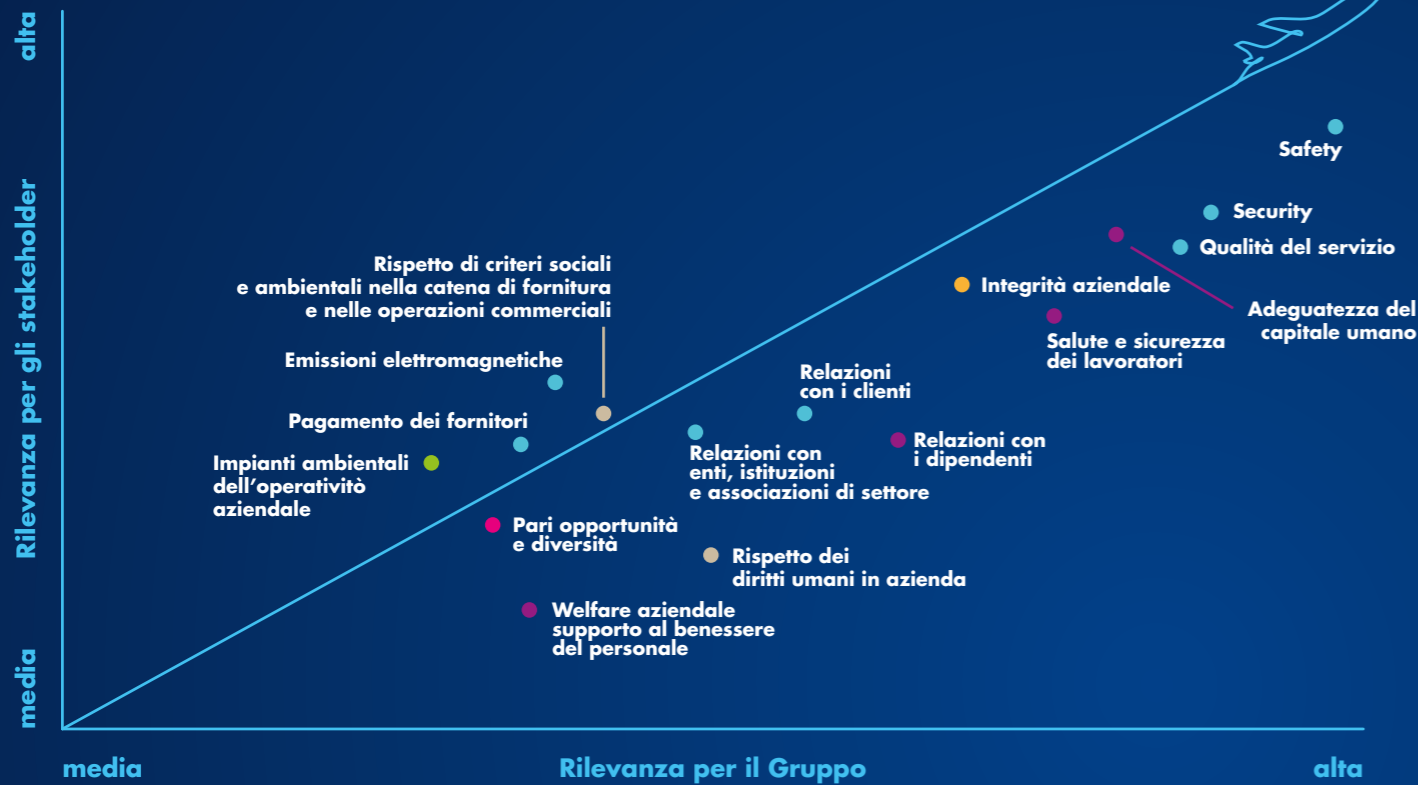 alta
Rilevanza per gli stakeholder
media
Safety
Security
Qualità del servizio
Adeguatezza del
capitale umano
Integrità aziendale
Salute e sicurezza
dei lavoratori
Rispetto di criteri sociali
e ambientali nella catena di fornitura
e nelle operazioni commerciali
Emissioni elettromagnetiche
Relazioni
con i clienti
Pagamento dei fornitori
Relazioni con
i dipendenti
Relazioni con
enti, istituzioni
e associazioni di settore
Impianti ambientali
dell'operativitò
aziendale
Pari opportunità
e diversità
Rispetto dei
diritti umani in azienda
Welfare aziendale
supporto al benessere
del personale
media
Rilevanza per il Gruppo
alta